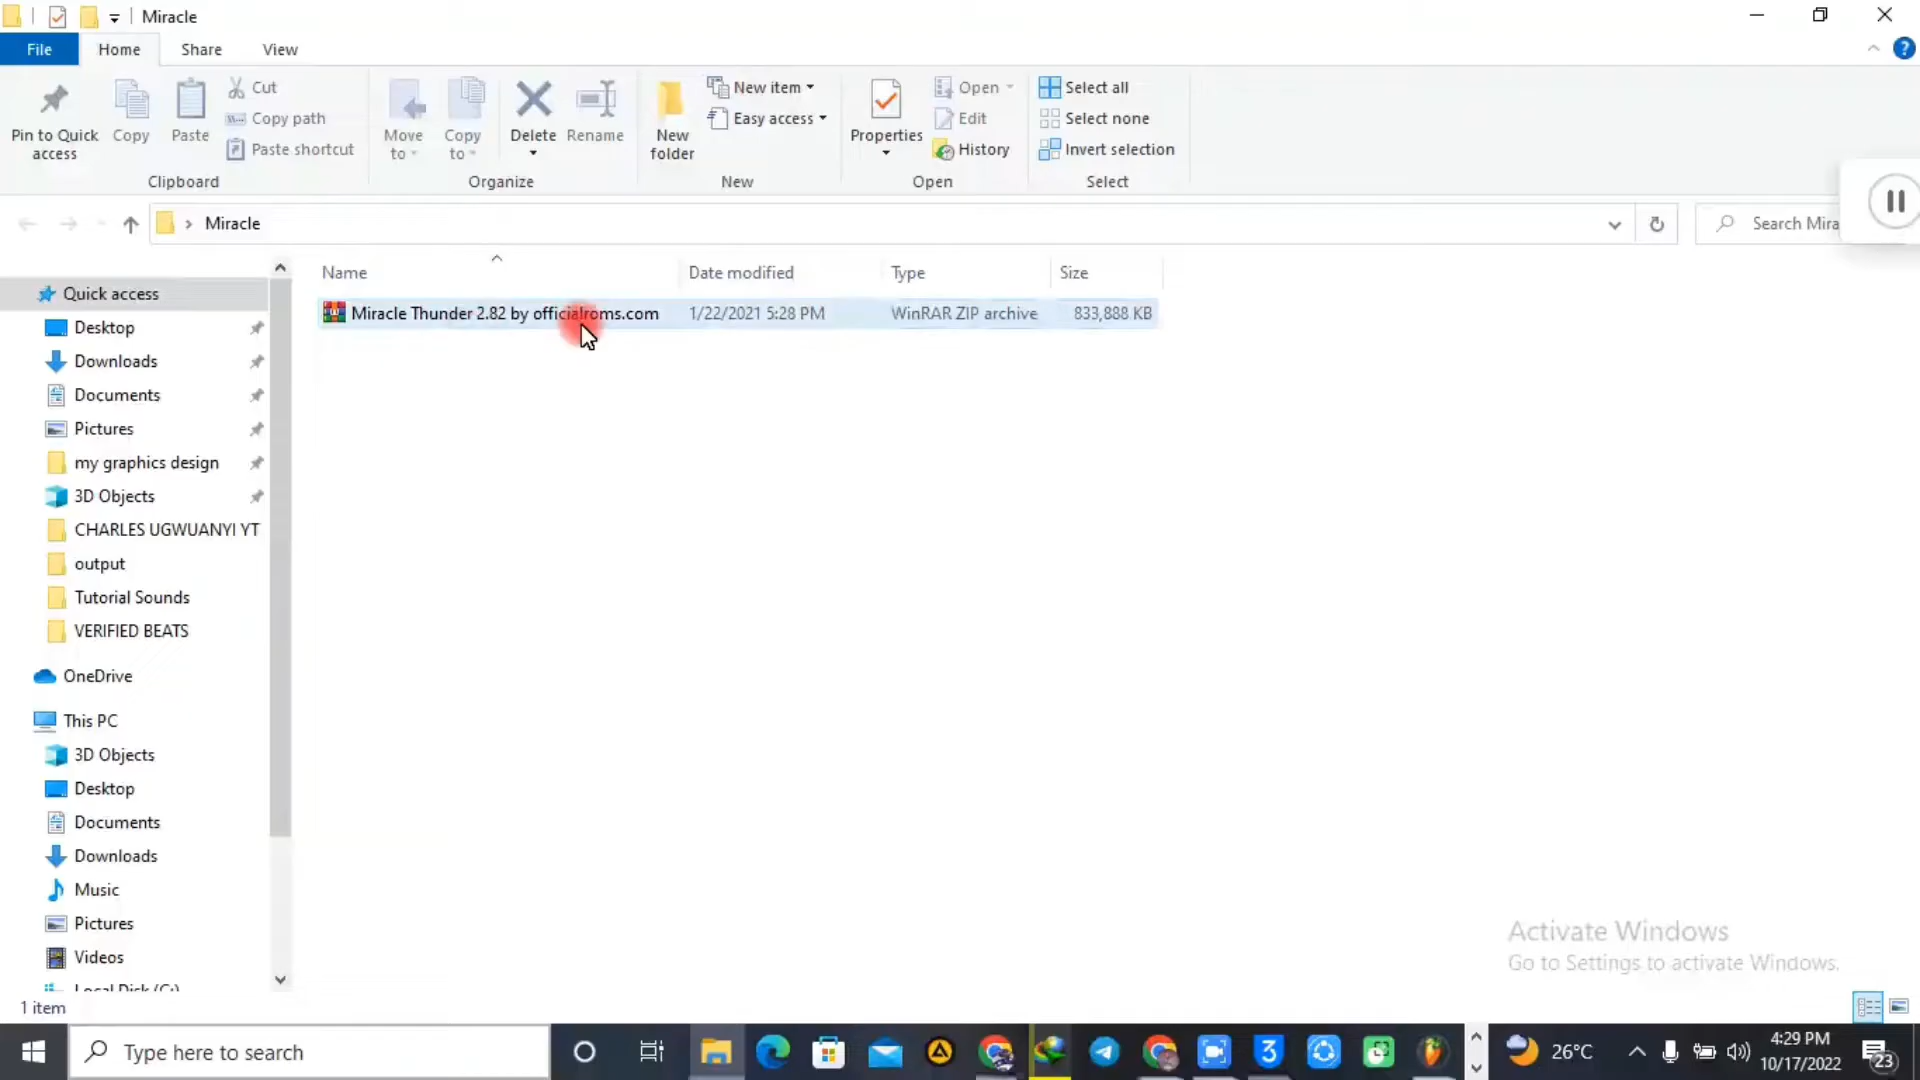 Miracle
File Home Share View
Pin to Quick access
Copy
Paste
Cut
Copy path
Paste shortcut
Clipboard
Move to
Copy to
Delete
Rename
Organize
New folder
New item
Easy access
New
Properties
Open
Edit
History
Open
Select all
Select none
Invert selection
Select
Miracle
Search Mira
Name Date modified Type Size
Miracle Thunder 2.82 by officialroms.com 1/22/2021 5:28 PM WinRAR ZIP archive 833,888 KB
Quick access
Desktop
Downloads
Documents
Pictures
my graphics design
3D Objects
CHARLES UGWUANYI YT
output
Tutorial Sounds
VERIFIED BEATS
OneDrive
This PC
3D Objects
Desktop
Documents
Downloads
Music
Pictures
Videos
Local Disk (C:)
Activate Windows
Go to Settings to activate Windows.
1 item
Type here to search
3
26°C
4:29 PM
10/17/2022
23